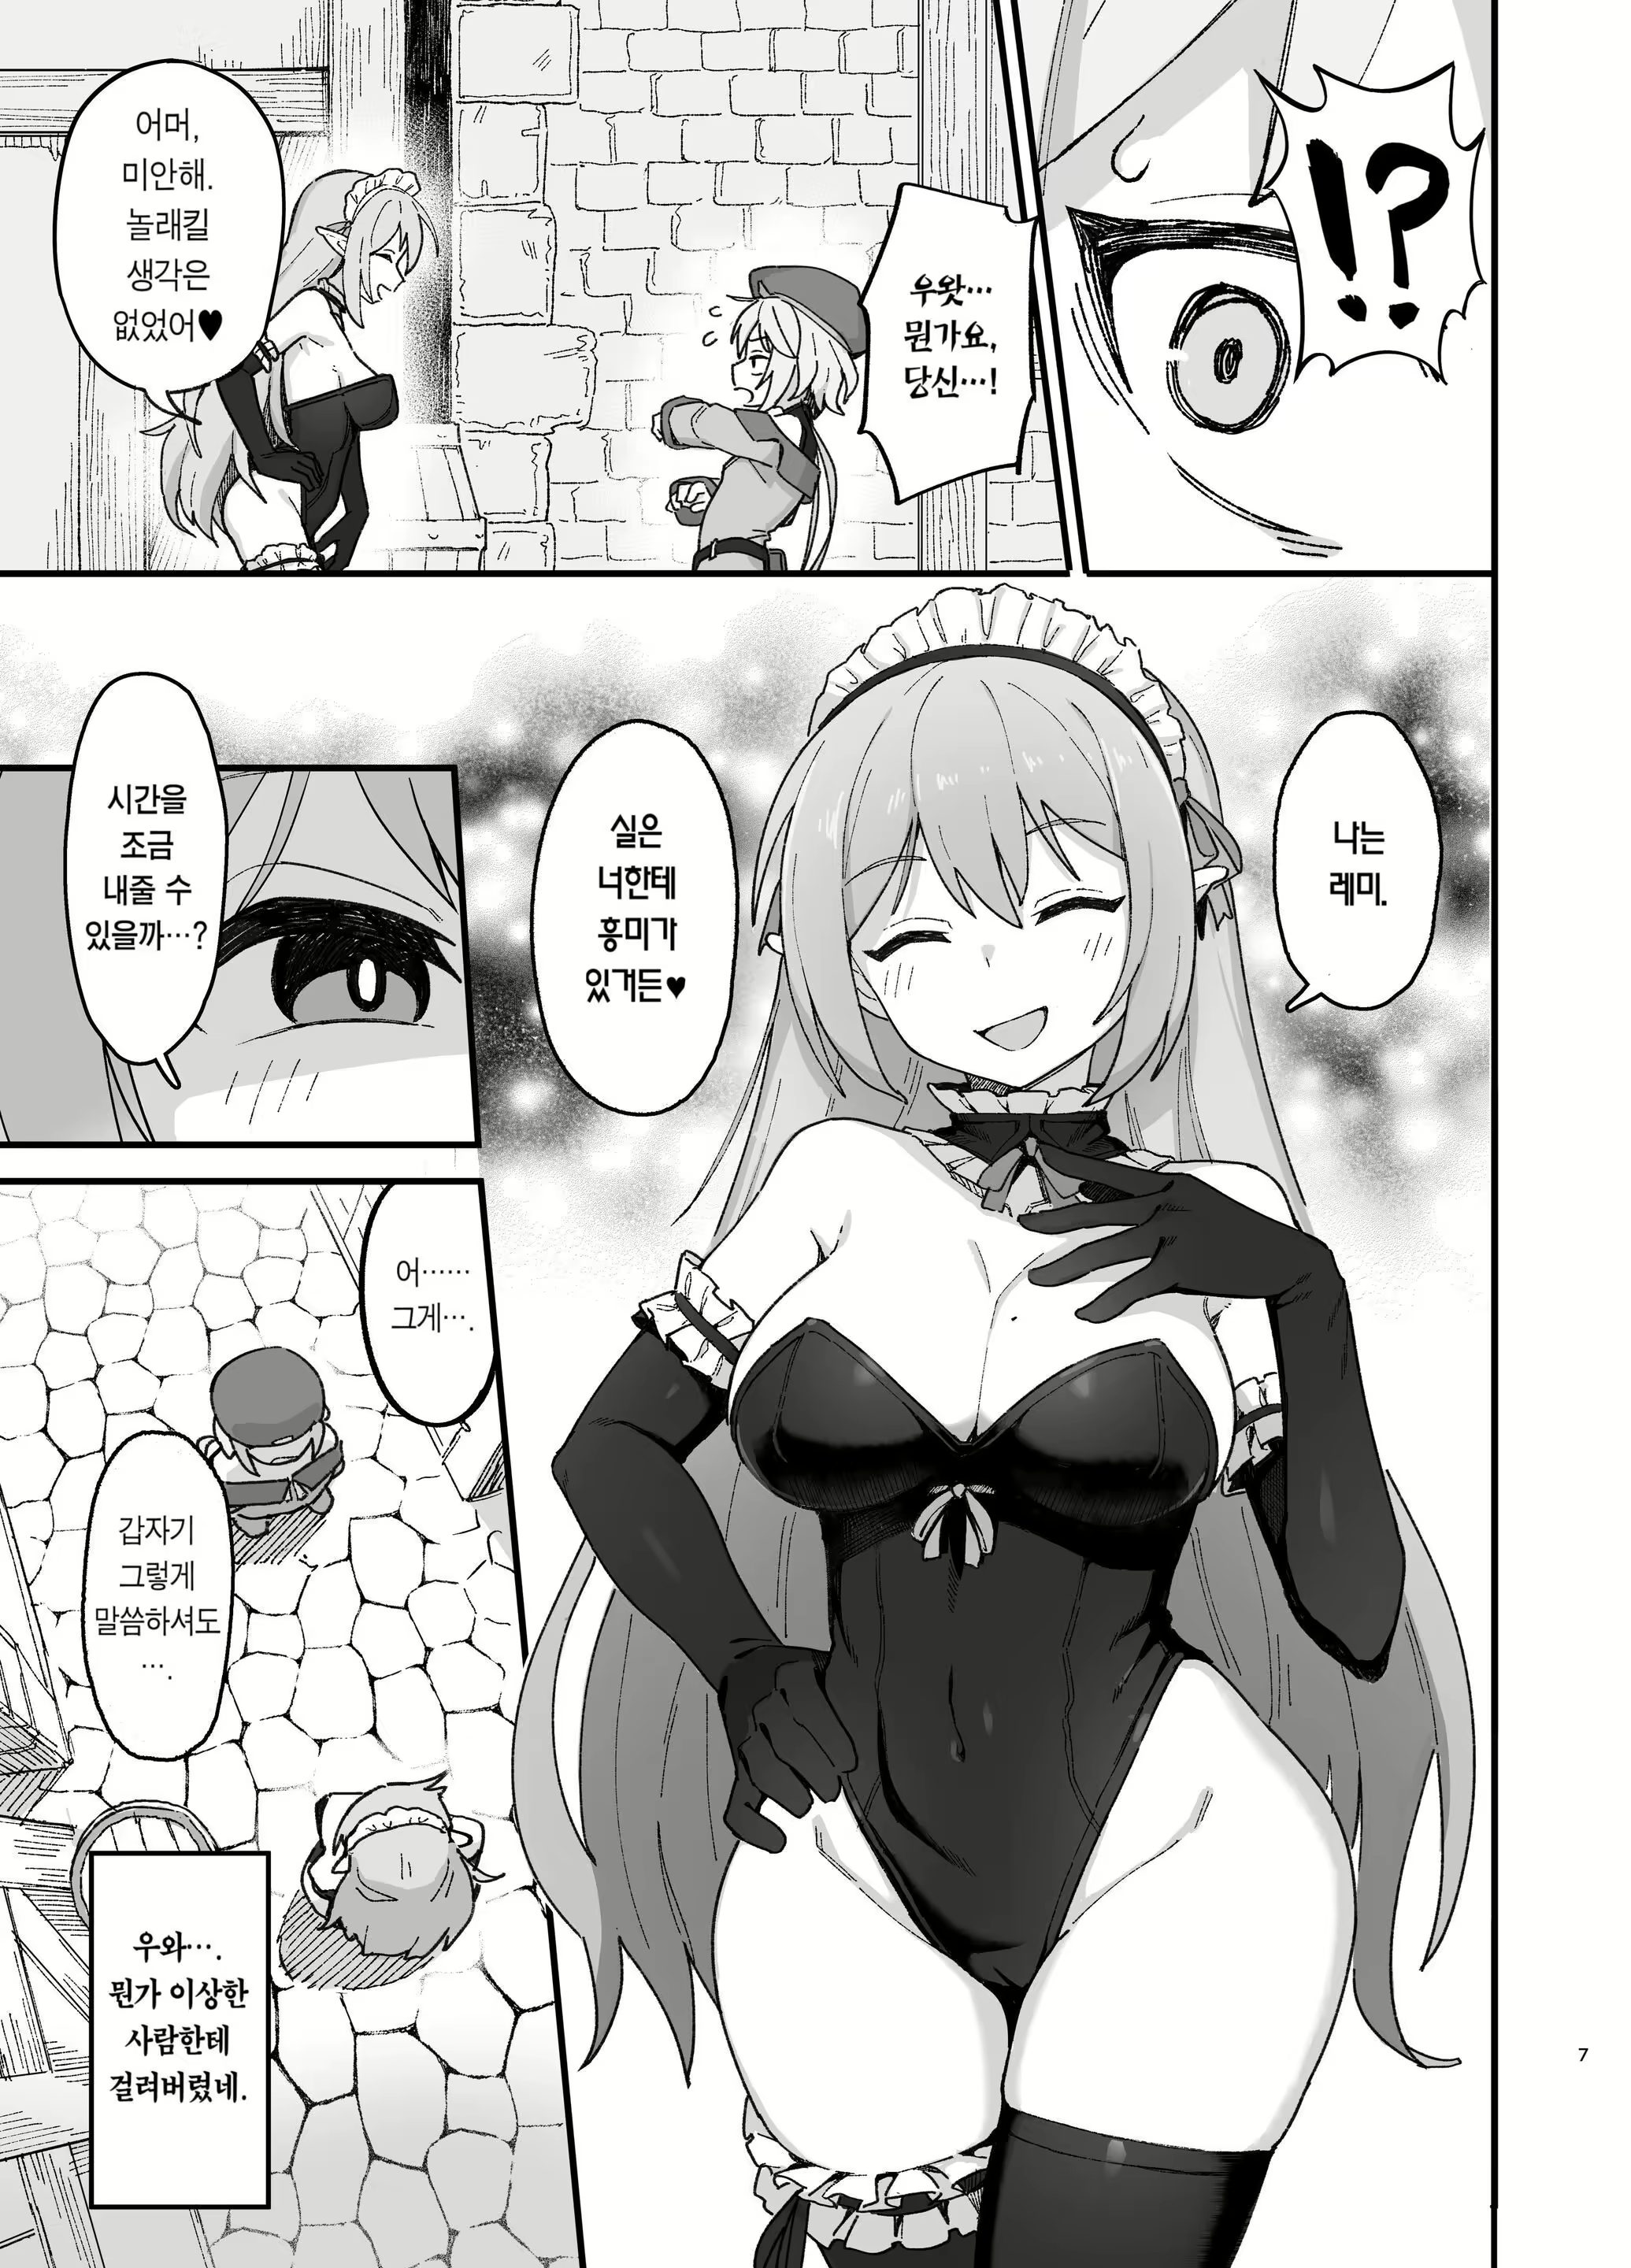 !?
우왓…
뭔가요,
당신…!
어머,
미안해.
놀래킬
생각은
없었어♥
나는
레미.
실은
너한테
흥미가
있거든♥
시간을
조금
내줄 수
있을까…?
어……
그게….
갑자기
그렇게
말씀하셔도
….
우와….
뭔가 이상한
사람한테
걸려버렸네.
7